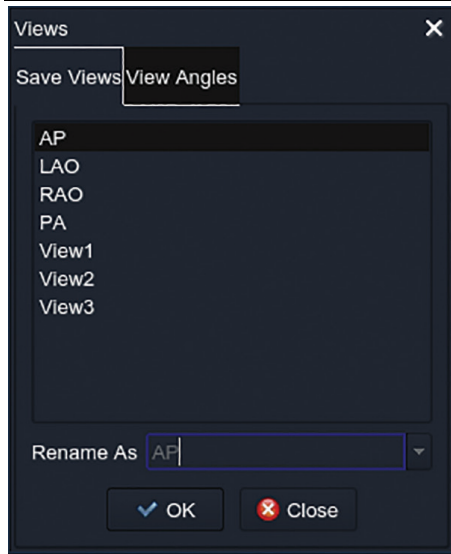 Views
Save Views View Angles
AP
LAO
RAO
PA
View1
View2
View3
Rename As AP
OK Close